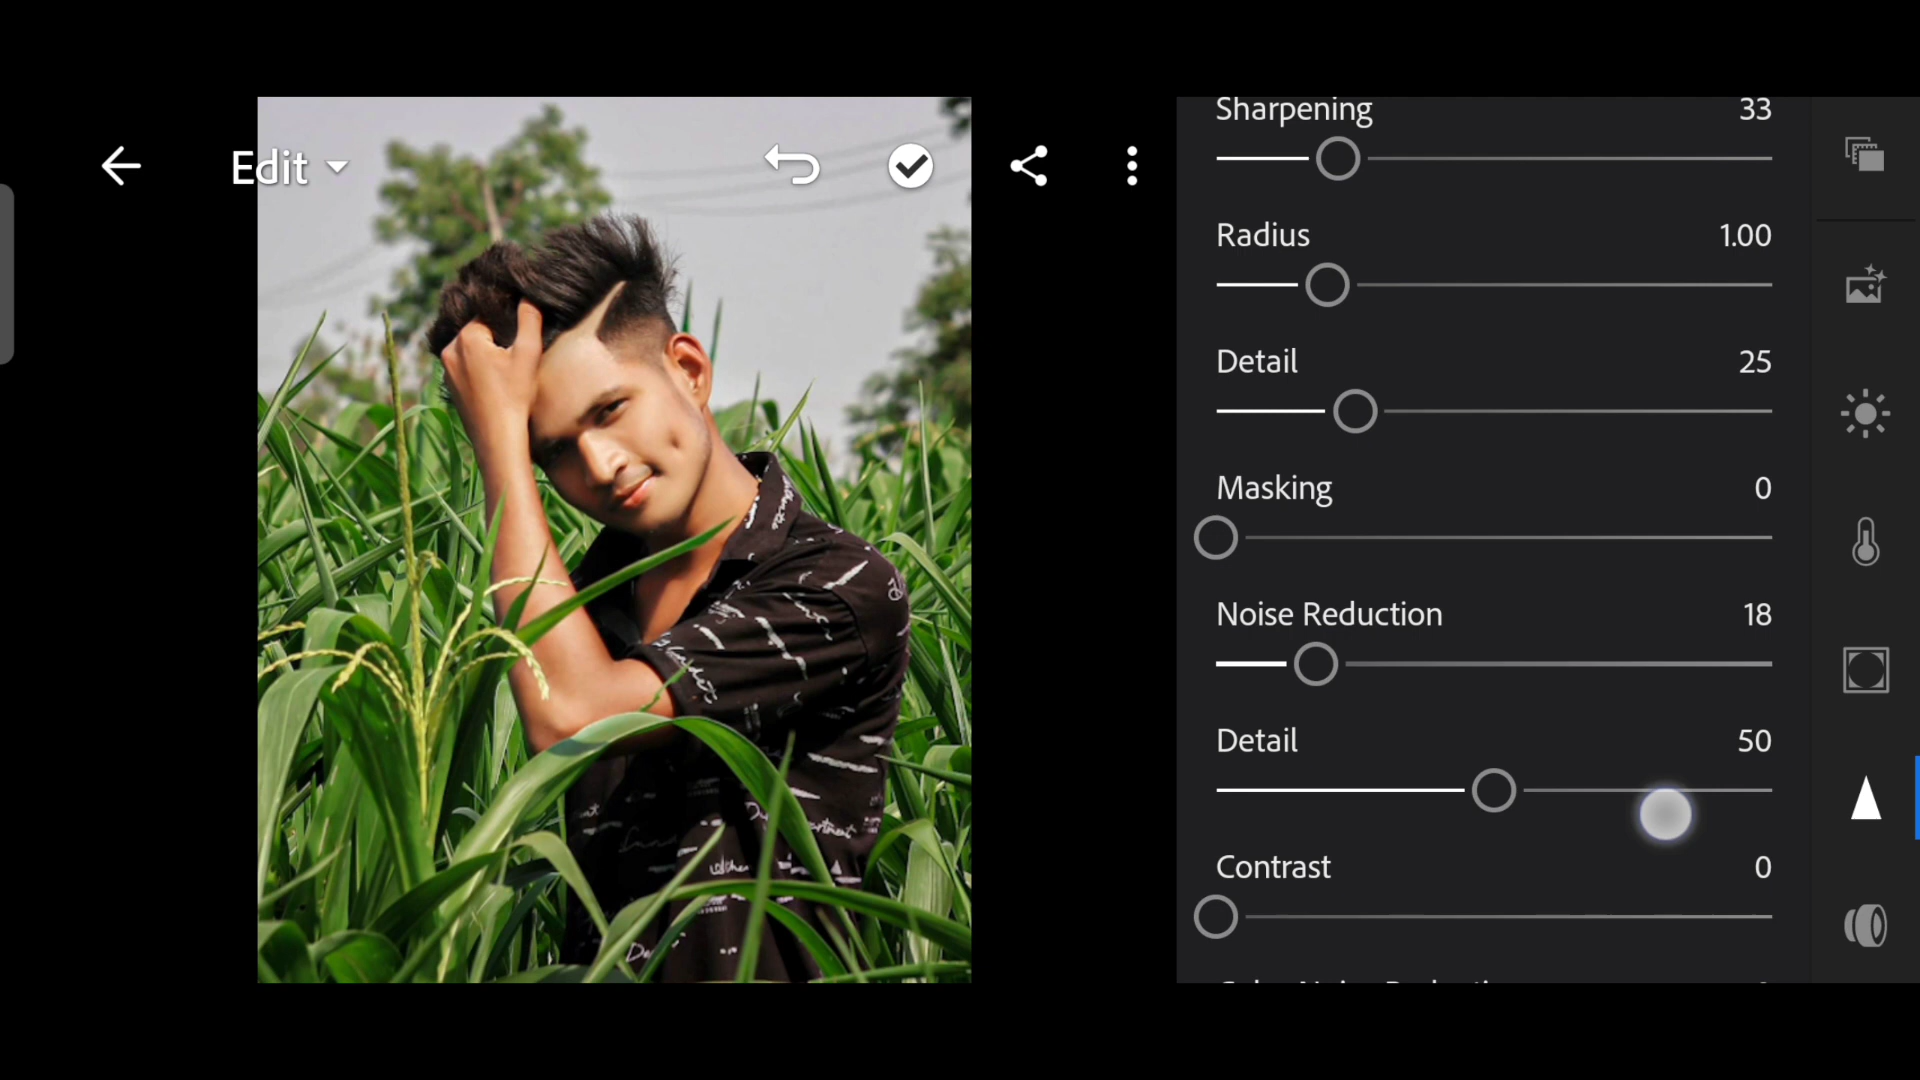 Edit
Sharpening 33
Radius 1.00
Detail 25
Masking 0
Noise Reduction 18
Detail 50
Contrast 0